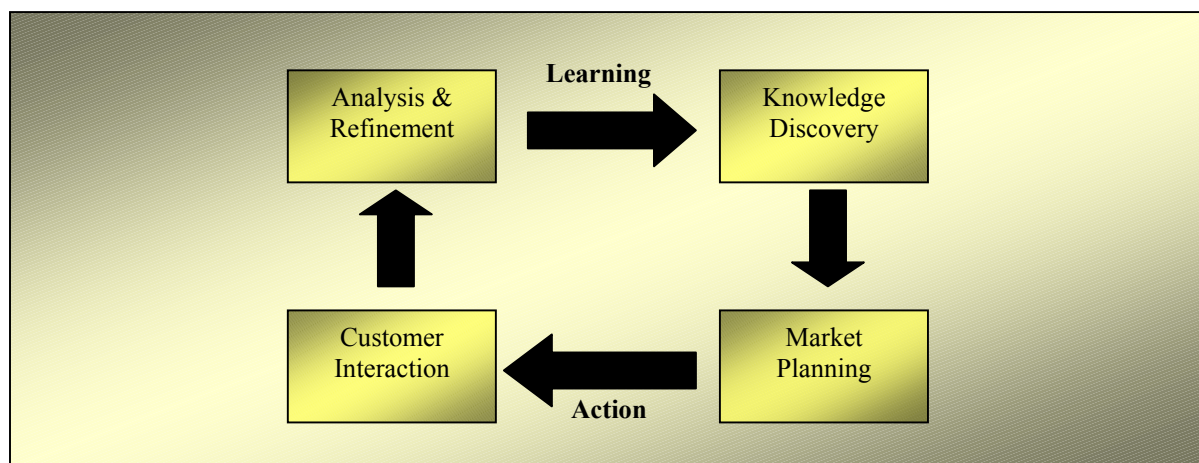 Learning
Analysis &
Refinement
Knowledge
Discovery
Customer
Interaction
Market
Planning
Action